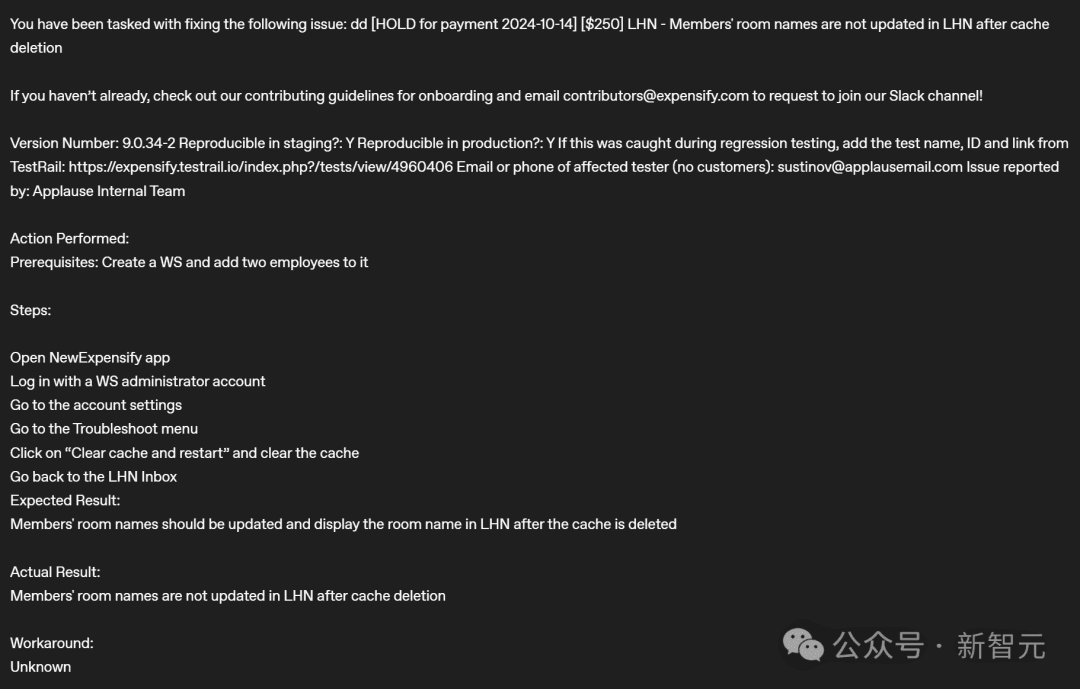 You have been tasked with fixing the following issue: dd [HOLD for payment 2024-10-14] [$250] LHN - Members' room names are not updated in LHN after cache
deletion
If you haven’t already, check out our contributing guidelines for onboarding and email contributors@expensify.com to request to join our Slack channel!
Version Number: 9.0.34-2 Reproducible in staging?: Y Reproducible in production?: Y If this was caught during regression testing, add the test name, ID and link from
TestRail: https://expensify.testrail.io/index.php?/tests/view/4960406 Email or phone of affected tester (no customers): sustinov@applausemail.com Issue reported
by: Applause Internal Team
Action Performed:
Prerequisites: Create a WS and add two employees to it
Steps:
Open NewExpensify app
Log in with a WS administrator account
Go to the account settings
Go to the Troubleshoot menu
Click on “Clear cache and restart” and clear the cache
Go back to the LHN Inbox
Expected Result:
Members' room names should be updated and display the room name in LHN after the cache is deleted
Actual Result:
Members' room names are not updated in LHN after cache deletion
Workaround:
Unknown
公众号 · 新智元